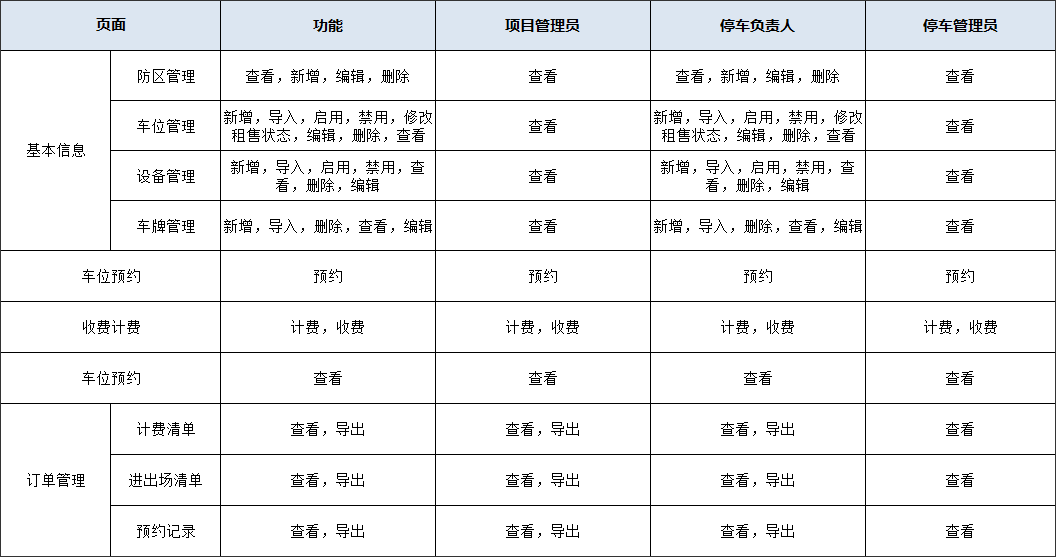 页面 功能 项目管理员 停车负责人 停车管理员
基本信息
防区管理 查看，新增，编辑，删除 查看 查看，新增，编辑，删除 查看
车位管理 新增，导入，启用，禁用，修改 查看 新增，导入，启用，禁用，修改 查看
租售状态，编辑，删除，查看 租售状态，编辑，删除，查看
设备管理 新增，导入，启用，禁用，查 查看 新增，导入，启用，禁用，查 查看
看，删除，编辑 看，删除，编辑
车牌管理 新增，导入，删除，查看，编辑 查看 新增，导入，删除，查看，编辑 查看
车位预约 预约 预约 预约 预约
收费计费 计费，收费 计费，收费 计费，收费 计费，收费
车位预约 查看 查看 查看 查看
订单管理
计费清单 查看，导出 查看，导出 查看，导出 查看
进出场清单 查看，导出 查看，导出 查看，导出 查看
预约记录 查看，导出 查看，导出 查看，导出 查看